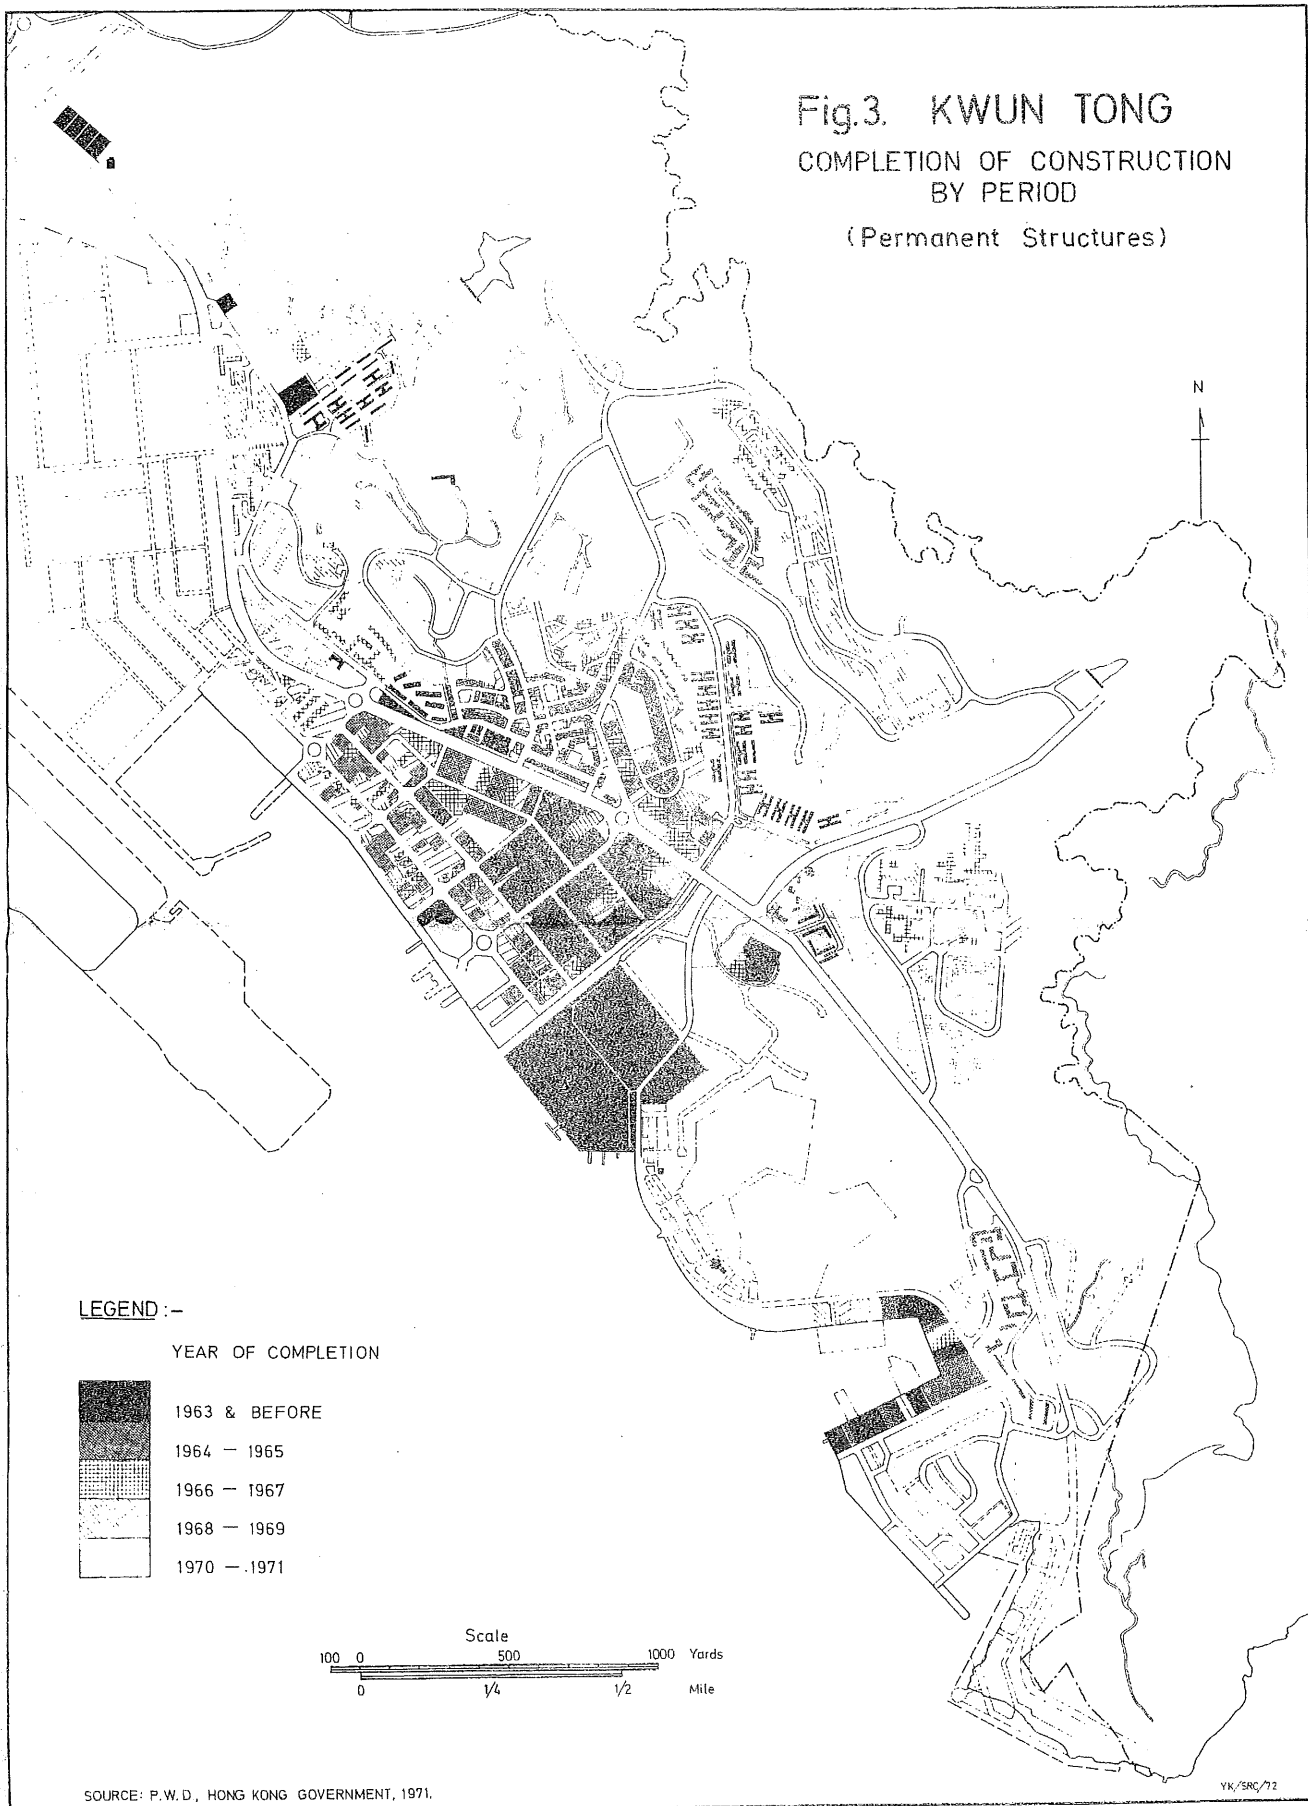 Fig.3. KWUN TONG
COMPLETION OF CONSTRUCTION
BY PERIOD
(Permanent Structures)
N
LEGEND :-
YEAR OF COMPLETION
1963 & BEFORE
1964 — 1965
1966 — 1967
1968 — 1969
1970 — 1971
Scale
100 0 500 1000 Yards
0 1/4 1/2 Mile
SOURCE: P.W.D., HONG KONG GOVERNMENT, 1971.
YK/SRC/72